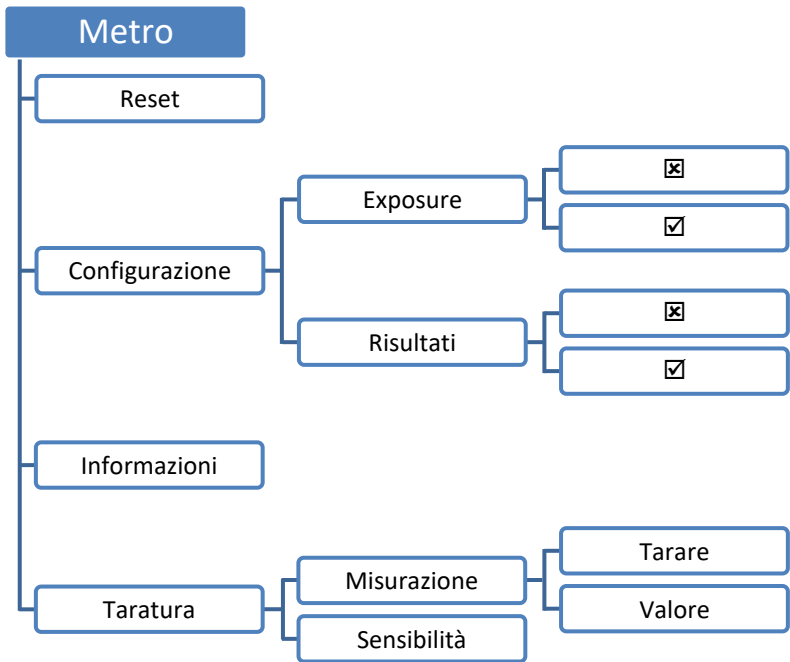 Metro
Reset
Configurazione
Exposure
☒
☑
Risultati
☒
☑
Informazioni
Taratura
Misurazione
Tarare
Valore
Sensibilità